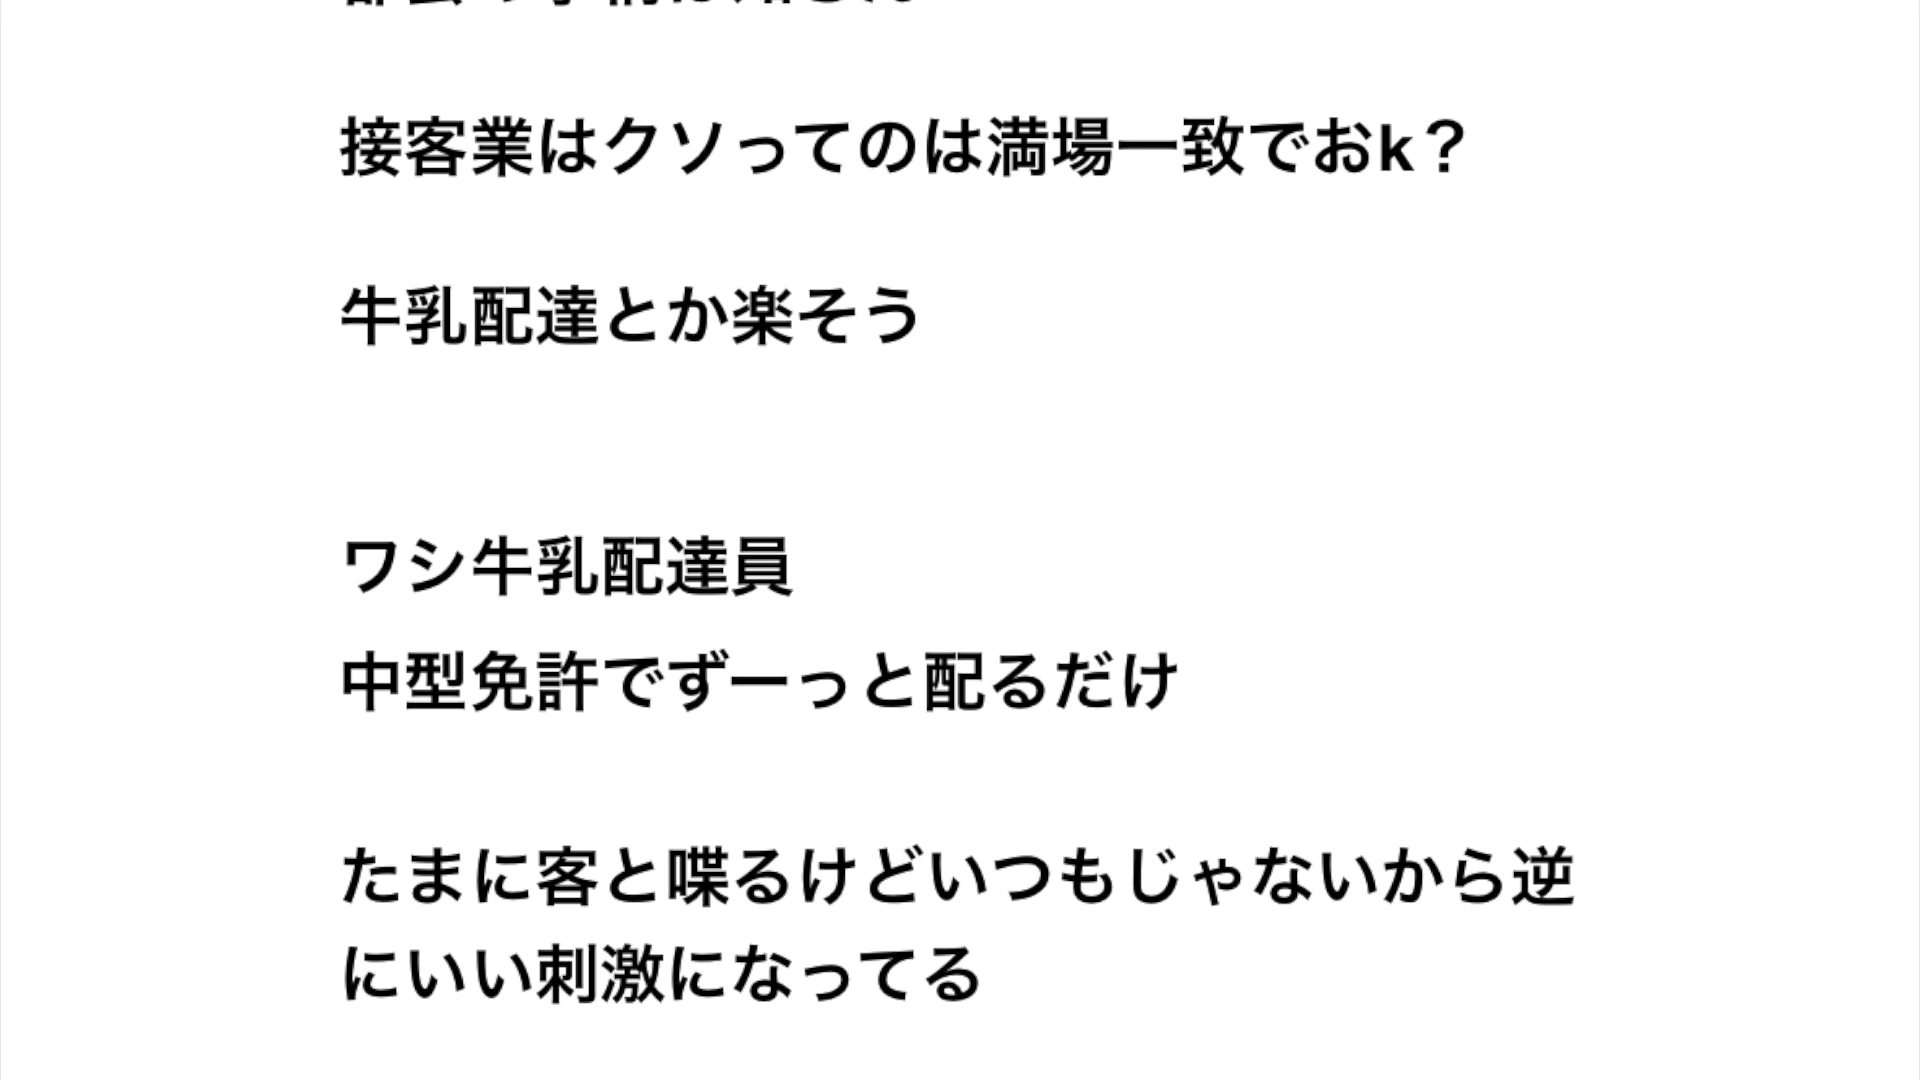 接客業はクソってのは満場一致でおk？
牛乳配達とか楽そう
ワシ牛乳配達員
中型免許でずーっと配るだけ
たまに客と喋るけどいつもじゃないから逆
にいい刺激になってる